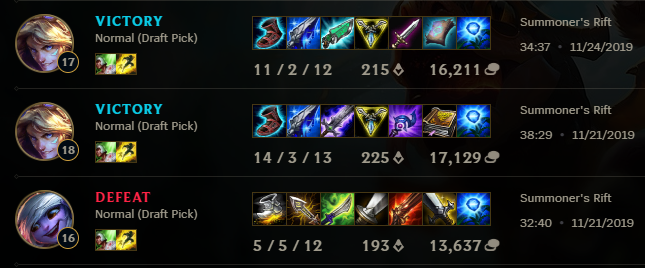 VICTORY
Normal (Draft Pick)
17
11 / 2 / 12
215
16,211
Summoner's Rift
34:37 • 11/24/2019
VICTORY
Normal (Draft Pick)
18
14 / 3 / 13
225
17,129
Summoner's Rift
38:29 • 11/21/2019
DEFEAT
Normal (Draft Pick)
16
5 / 5 / 12
193
13,637
Summoner's Rift
32:40 • 11/21/2019